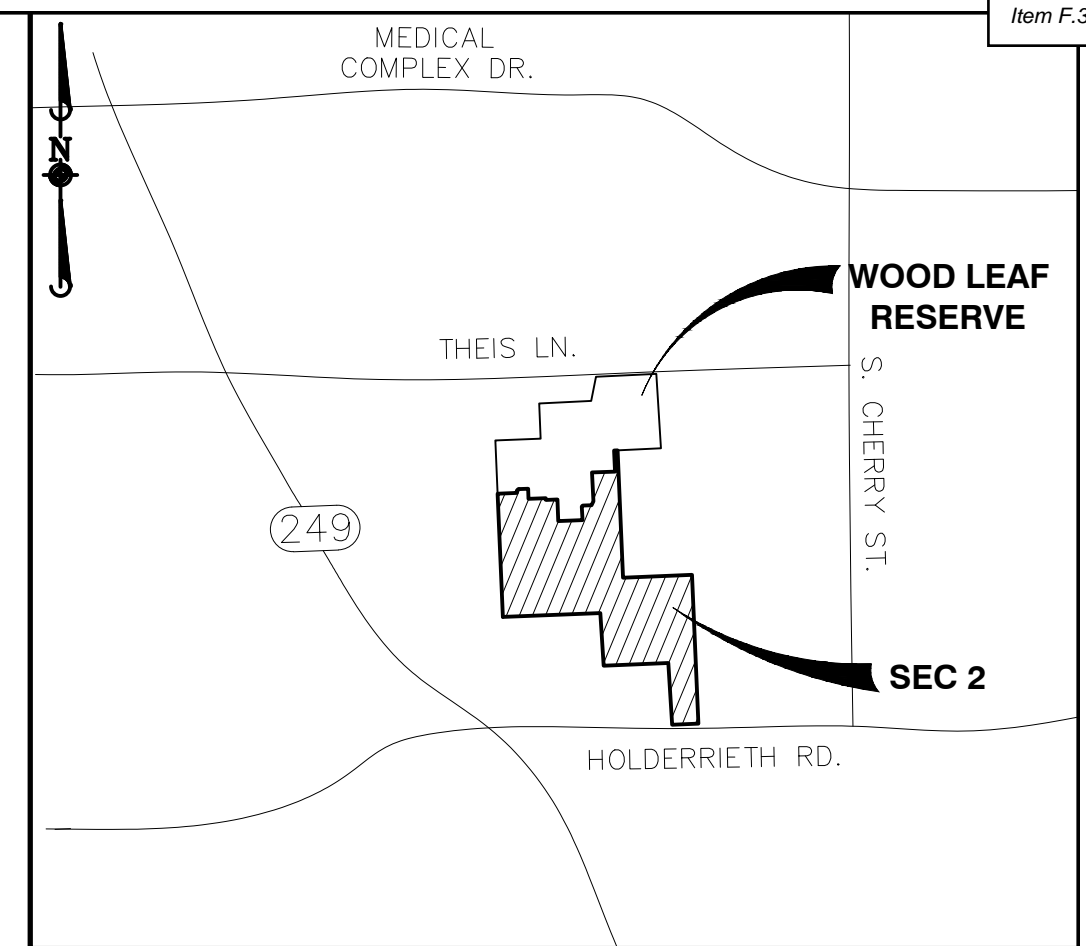 Item F.3
MEDICAL
COMPLEX DR.
N
WOOD LEAF
RESERVE
THEIS LN.
S. CHERRY ST.
249
SEC 2
HOLDERRIETH RD.